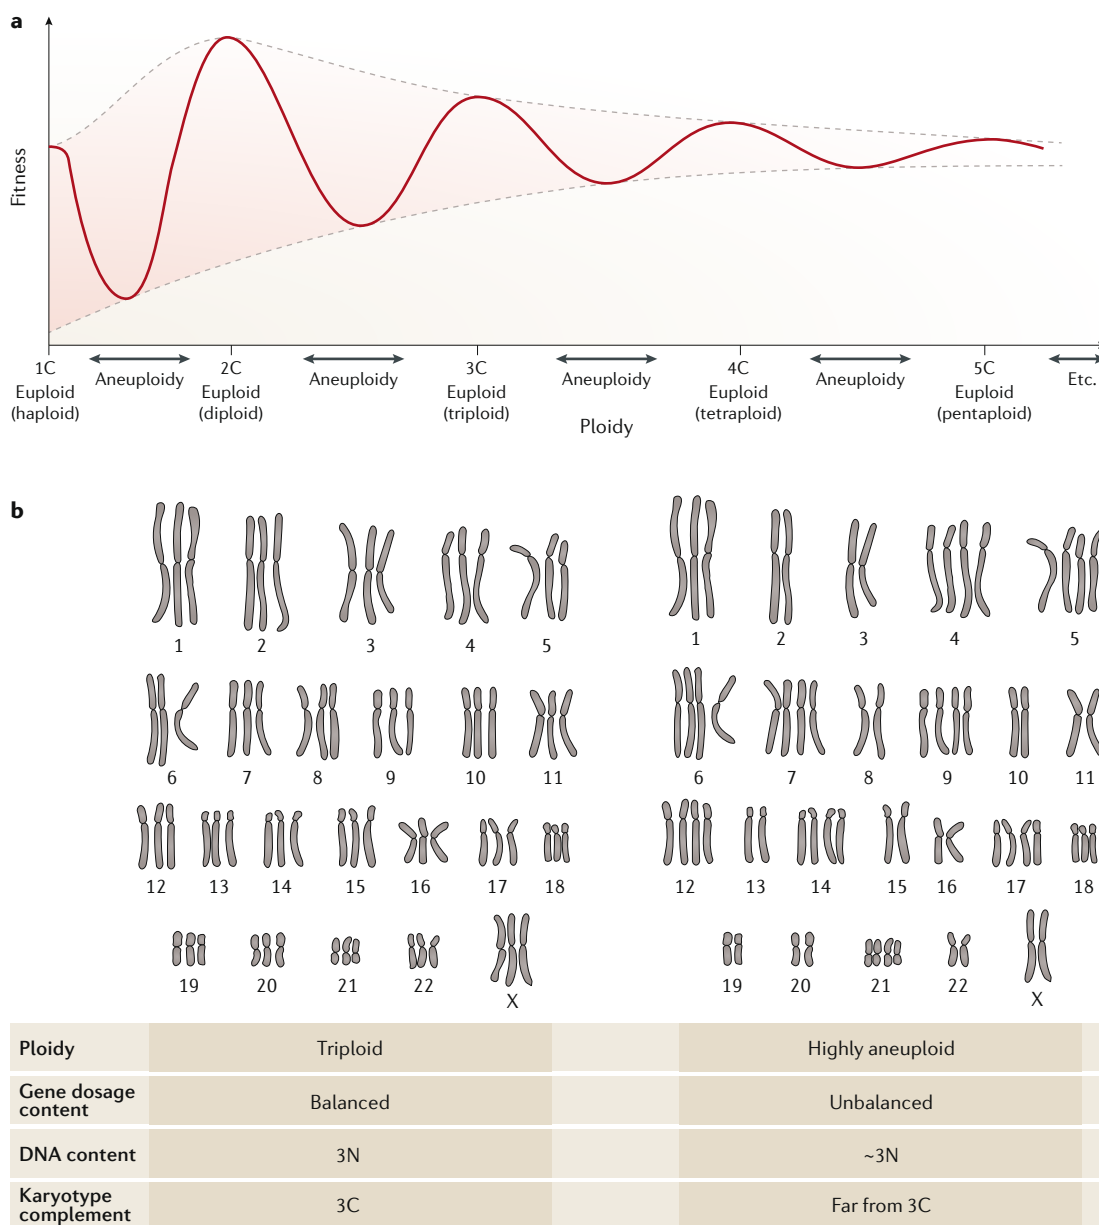 a
Fitness
1C
Euploid
(haploid)
Aneuploidy
2C
Euploid
(diploid)
Aneuploidy
3C
Euploid
(triploid)
Aneuploidy
4C
Euploid
(tetraploid)
Aneuploidy
5C
Euploid
(pentaploid)
Etc.
Ploidy
b
1 2 3 4 5
6 7 8 9 10 11
12 13 14 15 16 17 18
19 20 21 22 X
1 2 3 4 5
6 7 8 9 10 11
12 13 14 15 16 17 18
19 20 21 22 X
Ploidy Triploid Highly aneuploid
Gene dosage
content Balanced Unbalanced
DNA content 3N ~3N
Karyotype
complement 3C Far from 3C